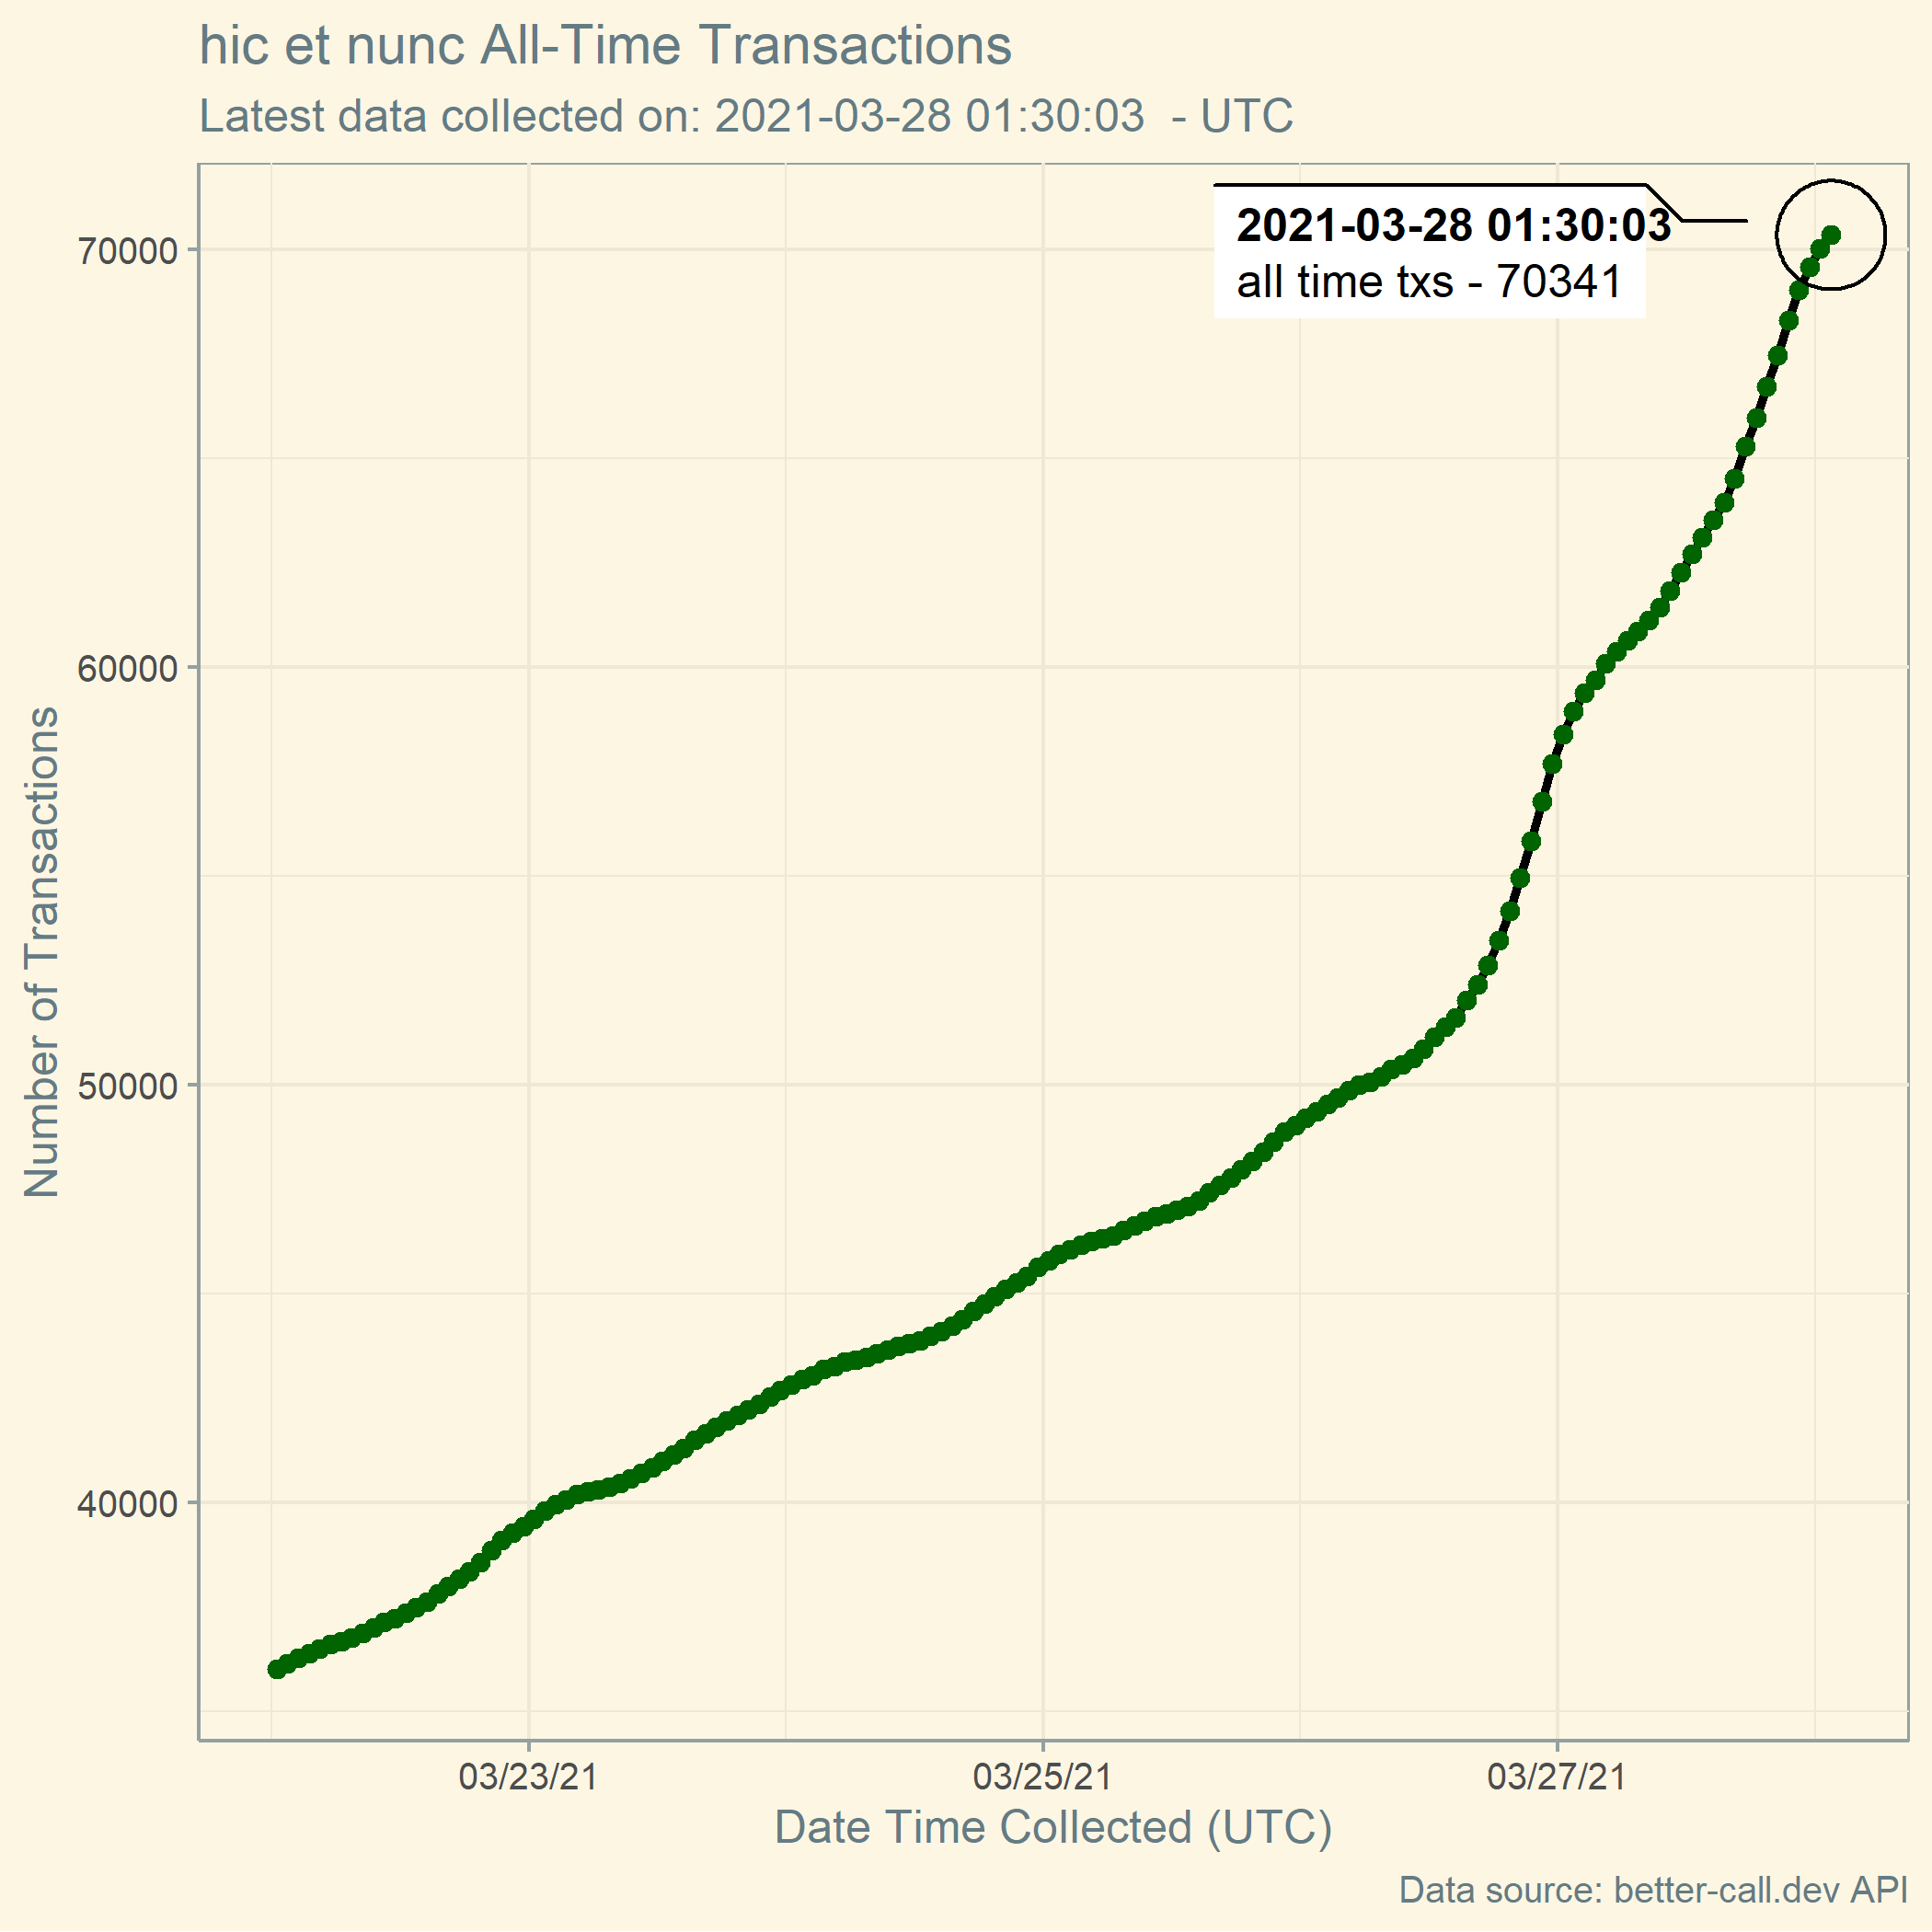 hic et nunc All-Time Transactions
Latest data collected on: 2021-03-28 01:30:03  - UTC
2021-03-28 01:30:03
all time txs - 70341
70000
60000
50000
40000
Number of Transactions
03/23/21
03/25/21
03/27/21
Date Time Collected (UTC)
Data source: better-call.dev API